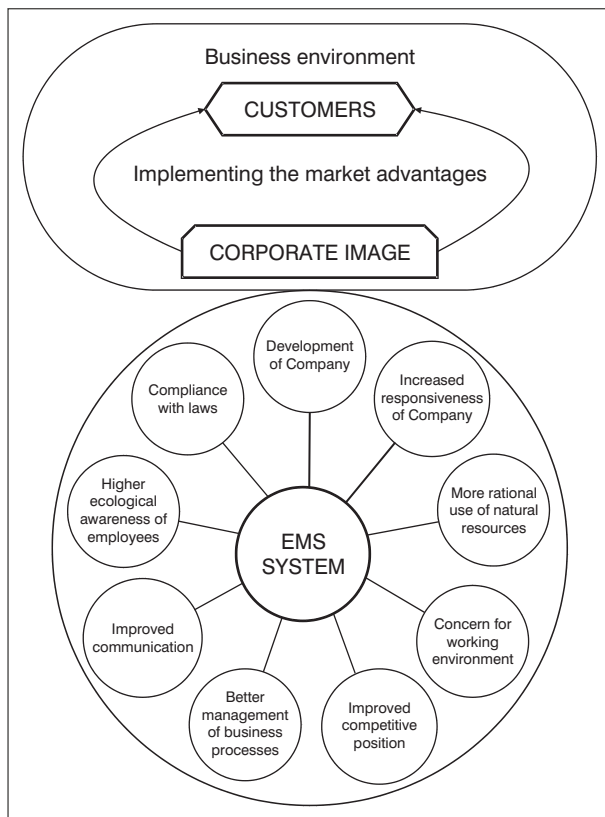 Business environment
CUSTOMERS
Implementing the market advantages
CORPORATE IMAGE
Development
of Company
Increased
responsiveness
of Company
More rational
use of natural
resources
Concern for
working
environment
Improved
competitive
position
Better
management
of business
processes
Improved
communication
Higher
ecological
awareness of
employees
Compliance
with laws
EMS
SYSTEM